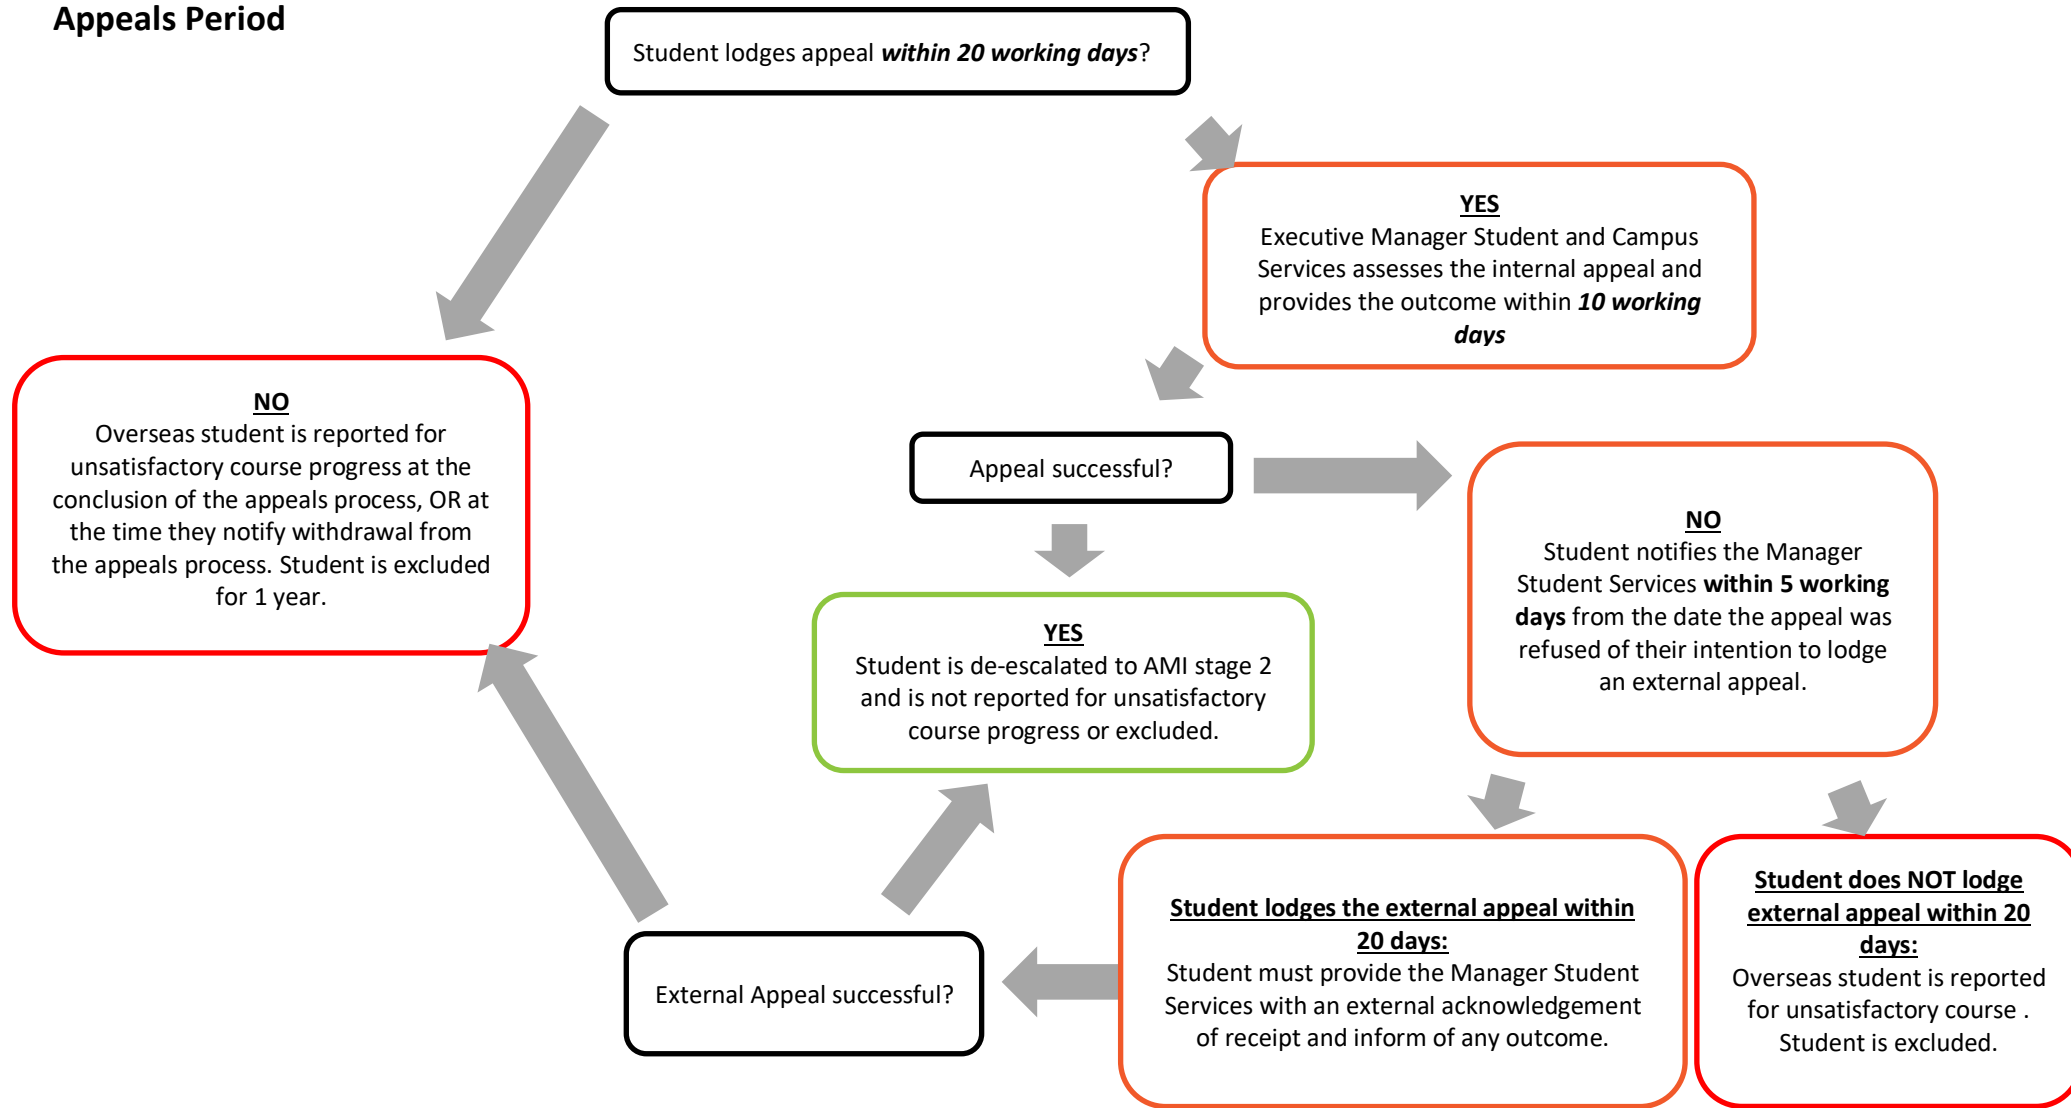 Appeals Period
Student lodges appeal within 20 working days?
YES
Executive Manager Student and Campus
Services assesses the internal appeal and
provides the outcome within 10 working
days
NO
Overseas student is reported for
unsatisfactory course progress at the
conclusion of the appeals process, OR at
the time they notify withdrawal from
the appeals process. Student is excluded
for 1 year.
Appeal successful?
NO
Student notifies the Manager
Student Services within 5 working
days from the date the appeal was
refused of their intention to lodge
an external appeal.
YES
Student is de-escalated to AMI stage 2
and is not reported for unsatisfactory
course progress or excluded.
Student lodges the external appeal within
20 days:
Student must provide the Manager Student
Services with an external acknowledgement
of receipt and inform of any outcome.
Student does NOT lodge
external appeal within 20
days:
Overseas student is reported
for unsatisfactory course .
Student is excluded.
External Appeal successful?